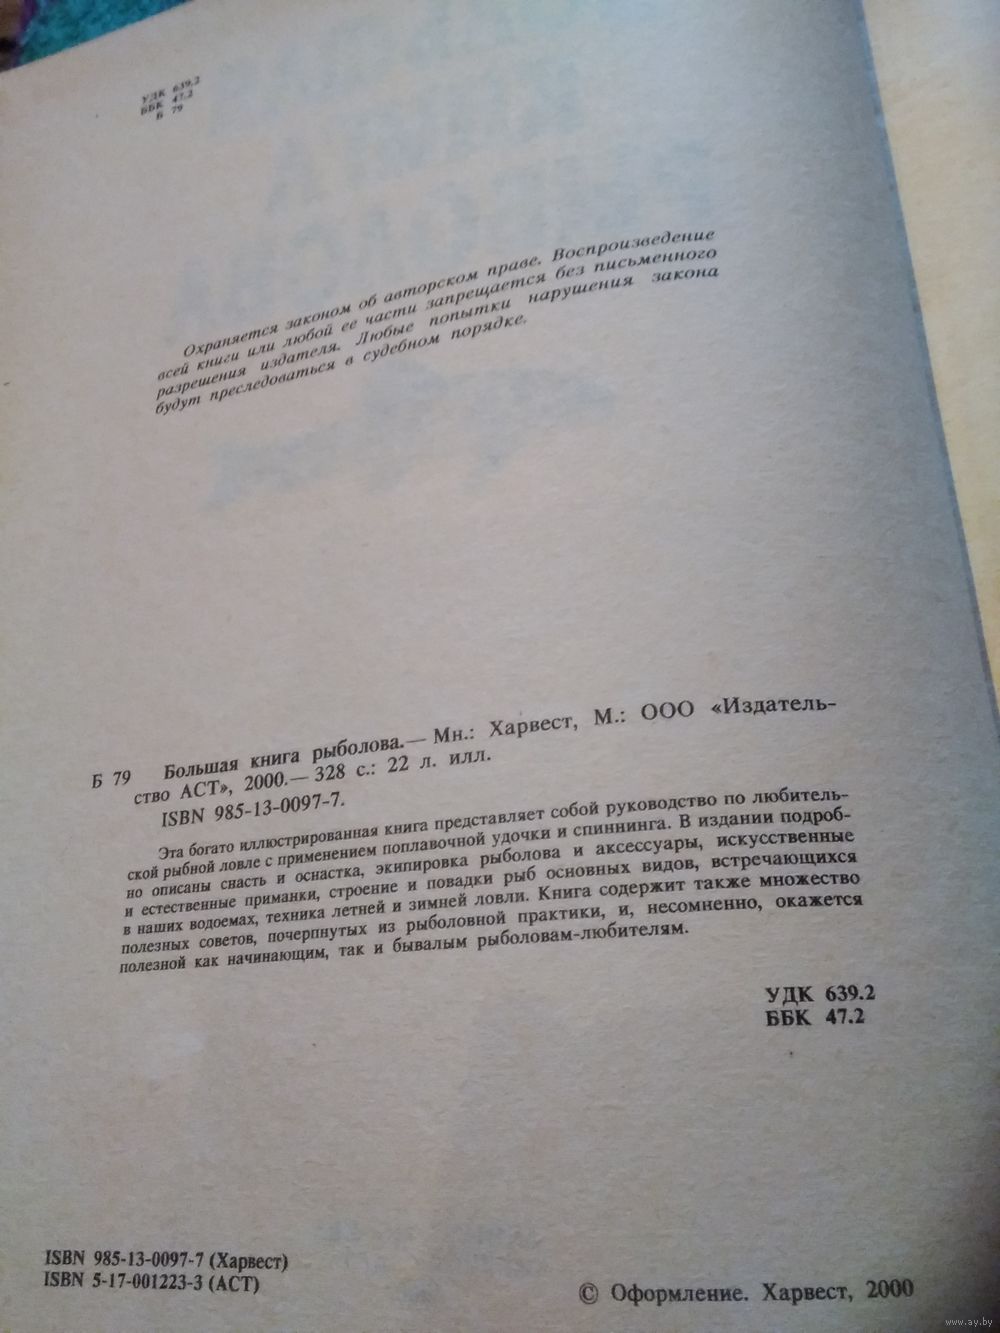 УДК 639.2
ББК 47.2
Б 79
Охраняется законом об авторском праве. Воспроизведение
всей книги или любой ее части запрещается без письменного
разрешения издателя. Любые попытки нарушения закона
будут преследоваться в судебном порядке.
Б 79 Большая книга рыболова.— Мн.: Харвест, М.: ООО «Издатель-
ство АСТ», 2000.— 328 с.: 22 л. илл.
ISBN 985-13-0097-7.
Эта богато иллюстрированная книга представляет собой руководство по любитель-
ской рыбной ловле с применением поплавочной удочки и спиннинга. В издании подроб-
но описаны снасть и оснастка, экипировка рыболова и аксессуары, искусственные
и естественные приманки, строение и повадки рыб основных видов, встречающихся
в наших водоемах, техника летней и зимней ловли. Книга содержит также множество
полезных советов, почерпнутых из рыболовной практики, и, несомненно, окажется
полезной как начинающим, так и бывалым рыболовам-любителям.
УДК 639.2
ББК 47.2
ISBN 985-13-0097-7 (Харвест)
ISBN 5-17-001223-3 (АСТ)
© Оформление. Харвест, 2000
www.ay.by